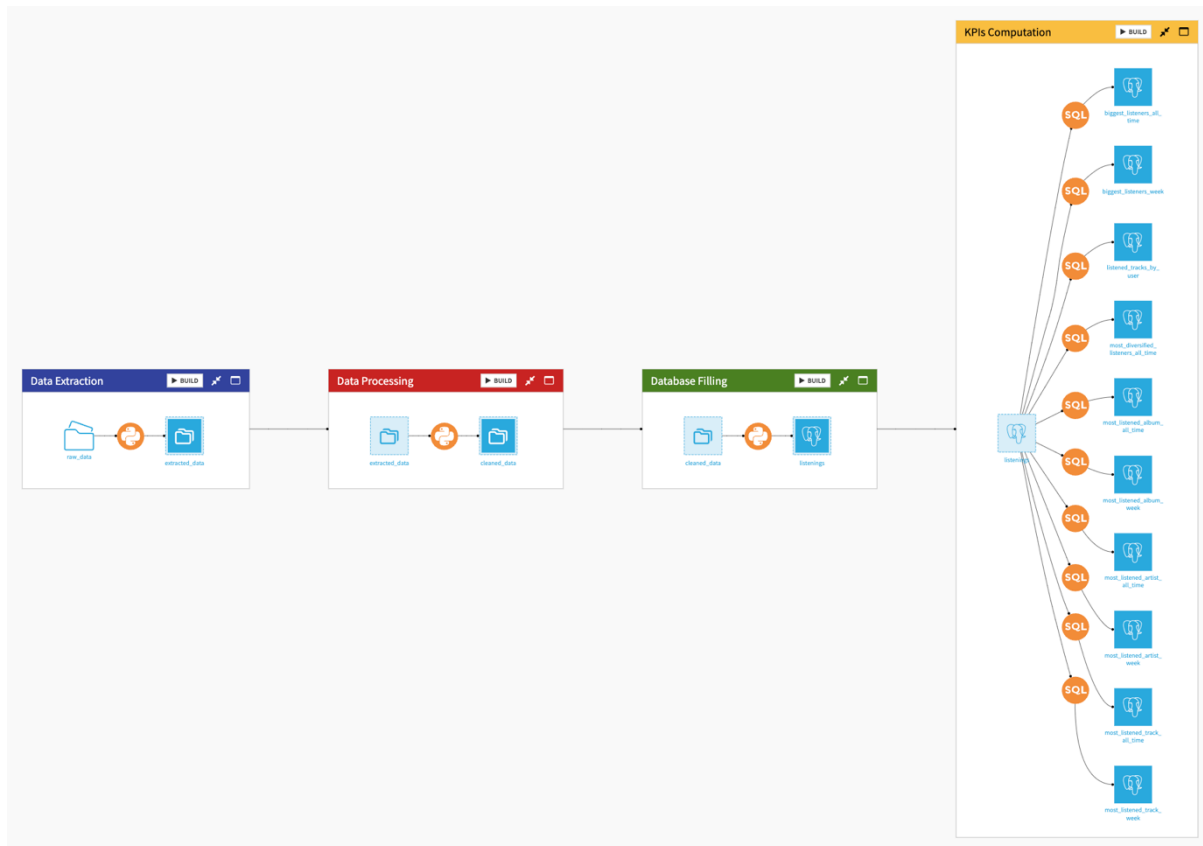 KPIs Computation
BUILD
SQL
biggest_listeners_all_
time
SQL
biggest_listeners_week
SQL
listened_tracks_by_
user
SQL
most_diversified_
listeners_all_time
Data Extraction
BUILD
raw_data
extracted_data
Data Processing
BUILD
extracted_data
cleaned_data
Database Filling
BUILD
cleaned_data
listenings
listenings
SQL
most_listened_album_
all_time
SQL
most_listened_album_
week
SQL
most_listened_artist_
all_time
SQL
most_listened_artist_
week
SQL
most_listened_track_
all_time
SQL
most_listened_track_
week